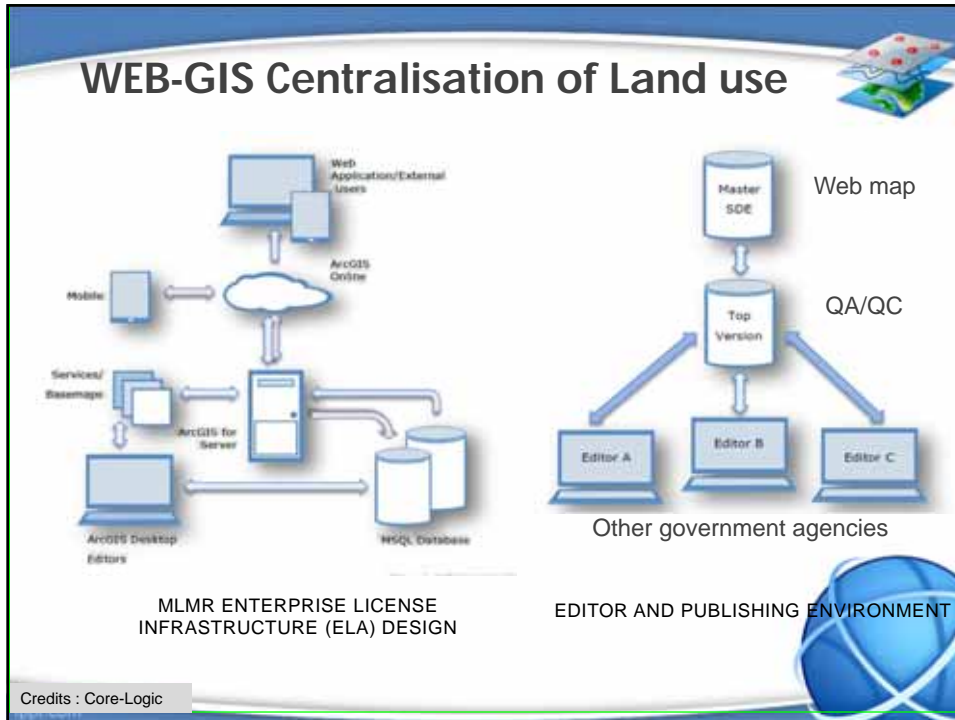 WEB-GIS Centralisation of Land use
Web
Application/External
Users
ArcGIS
Online
Mobile
Services/
Basemaps
ArcGIS for
Server
ArcGIS Desktop
Editors
MSQL Database
MLMR ENTERPRISE LICENSE
INFRASTRUCTURE (ELA) DESIGN
Master
SDE
Web map
Top
Version
QA/QC
Editor A
Editor B
Editor C
Other government agencies
EDITOR AND PUBLISHING ENVIRONMENT
Credits : Core-Logic